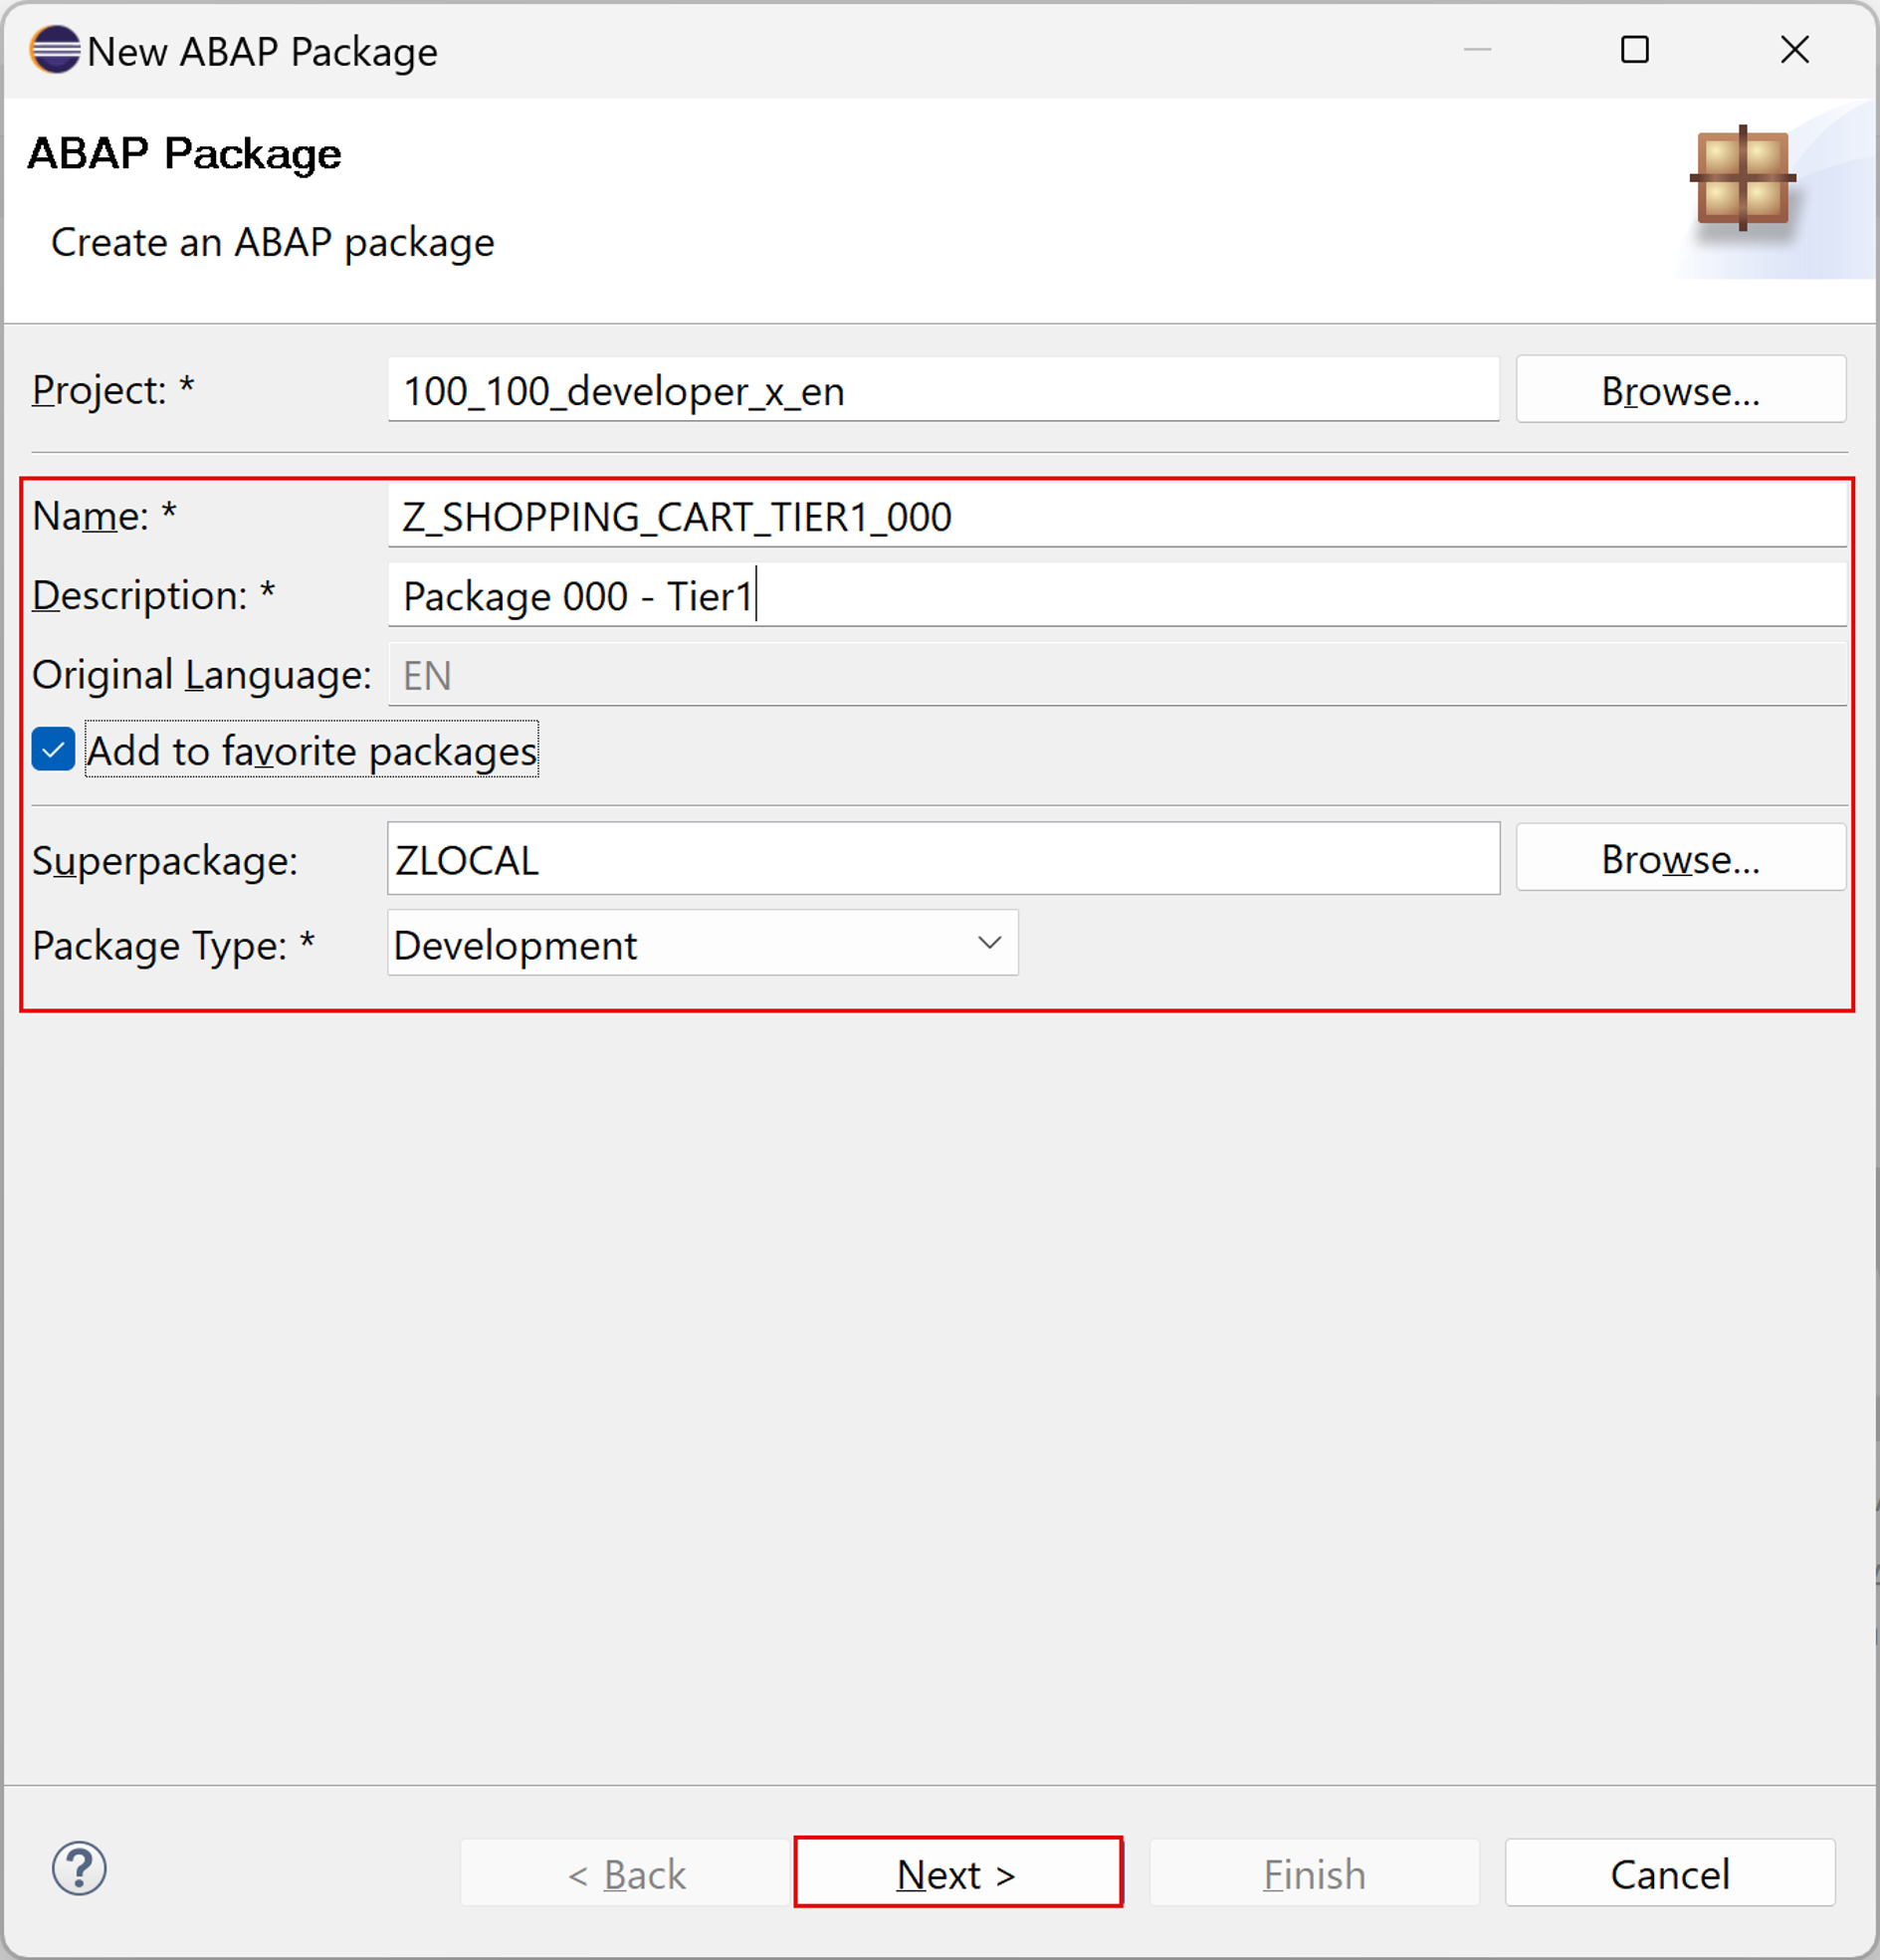 New ABAP Package
ABAP Package
Create an ABAP package
Project: * 100_100_developer_x_en Browse...
Name: * Z_SHOPPING_CART_TIER1_000
Description: * Package 000 - Tier1
Original Language: EN
Add to favorite packages
Superpackage: ZLOCAL Browse...
Package Type: * Development
? < Back Next > Finish Cancel